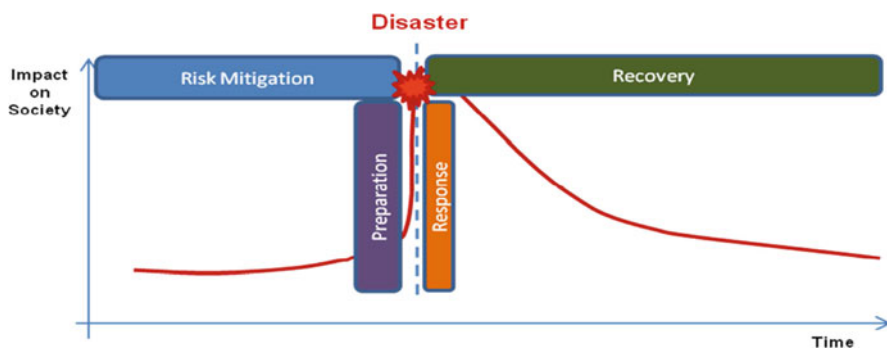 Disaster
Impact
on
Society
Risk Mitigation
Recovery
Preparation
Response
Time